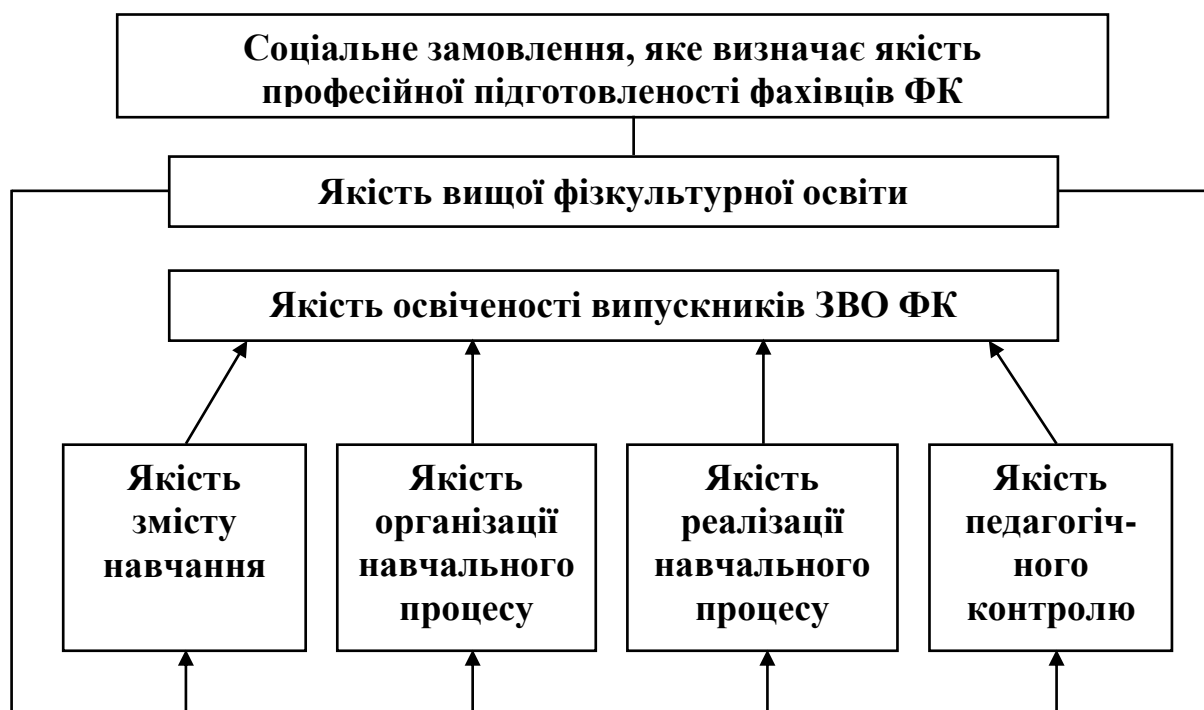 Соціальне замовлення, яке визначає якість
професійної підготовленості фахівців ФК
Якість вищої фізкультурної освіти
Якість освіченості випускників ЗВО ФК
Якість
змісту
навчання
Якість
організації
навчального
процесу
Якість
реалізації
навчального
процесу
Якість
педагогіч-
ного
контролю